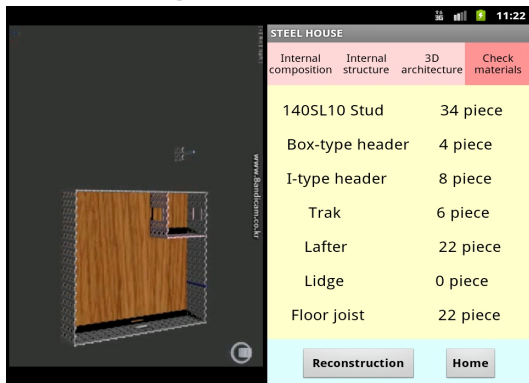 www.Bandicam.co.kr
3G 11:22
STEEL HOUSE
Internal composition
Internal structure
3D architecture
Check materials
140SL10 Stud 34 piece
Box-type header 4 piece
I-type header 8 piece
Trak 6 piece
Lafter 22 piece
Lidge 0 piece
Floor joist 22 piece
Reconstruction Home